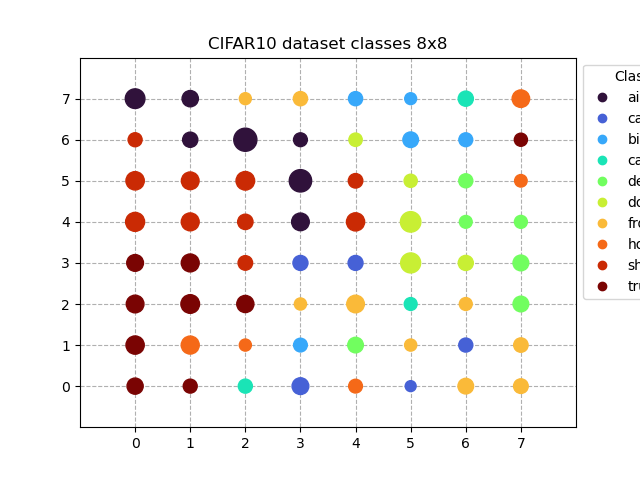 CIFAR10 dataset classes 8x8
Clas
7
ai
6
ca
bi
5
ca
de
4
do
fro
3
ho
sh
2
tru
1
0
0 1 2 3 4 5 6 7